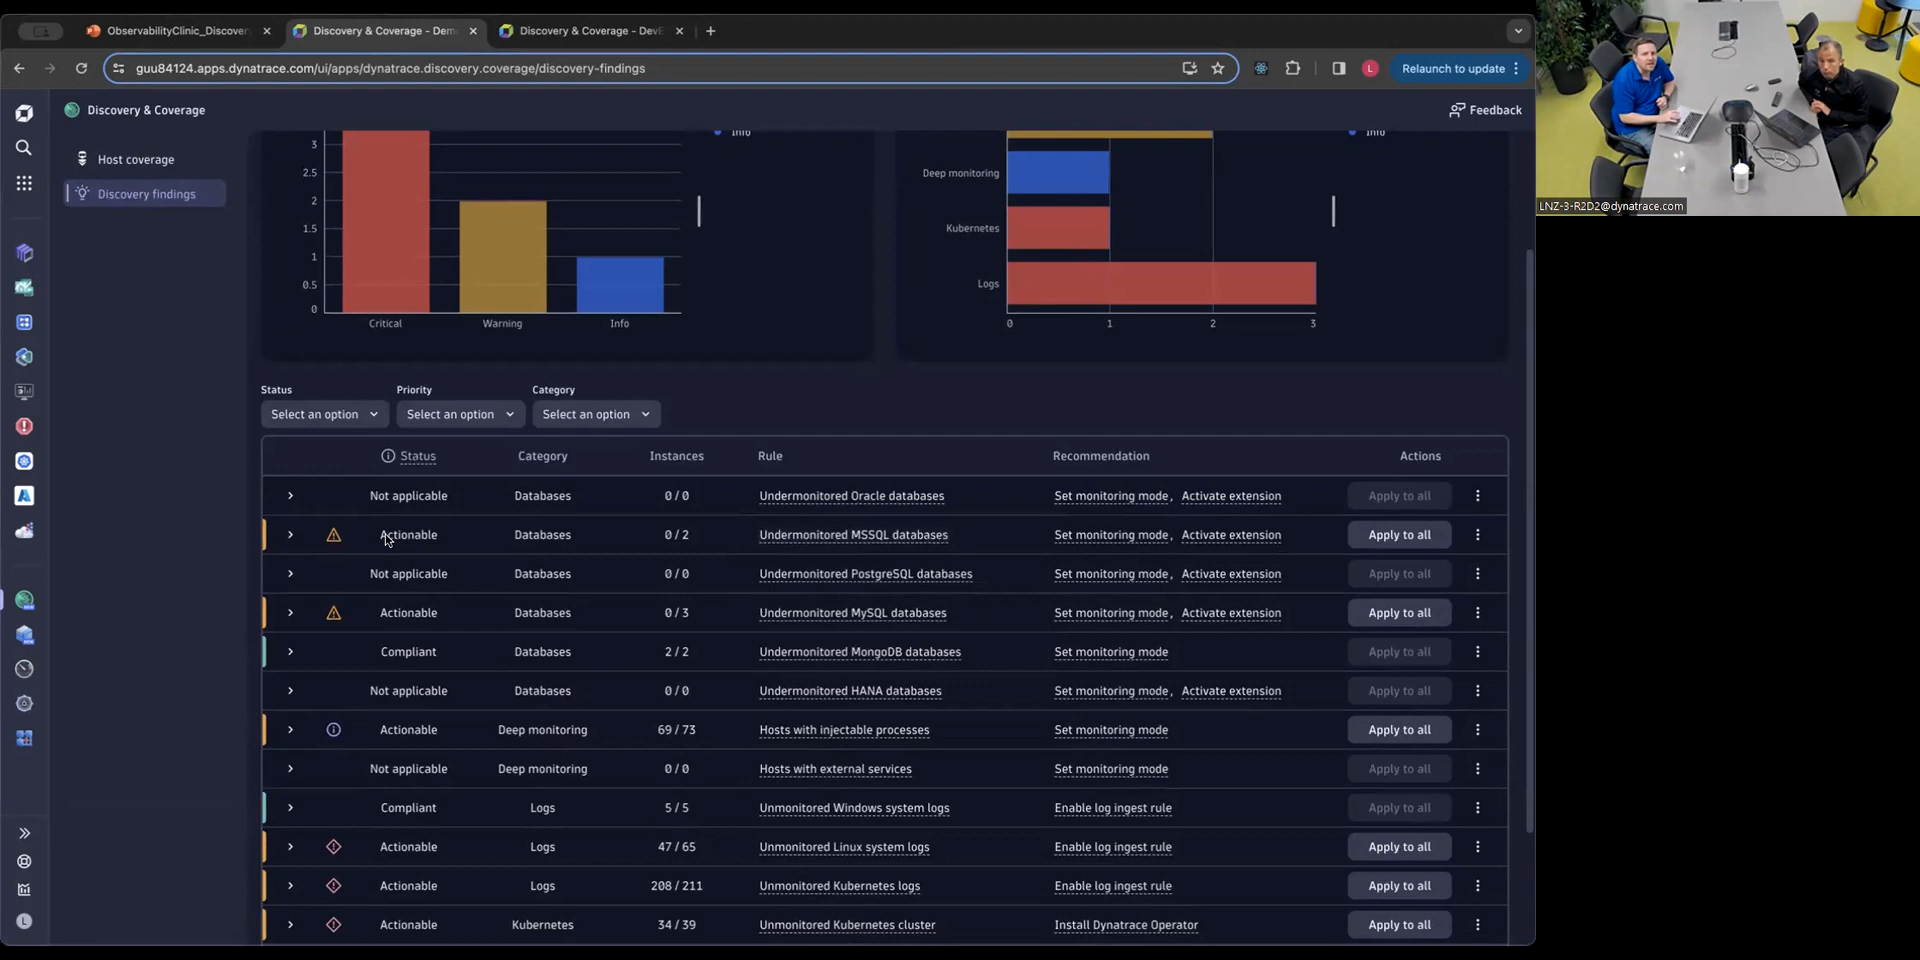 ObservabilityClinic_Discover
Discovery & Coverage - Dem
Discovery & Coverage - DevE
guu84124.apps.dynatrace.com/ui/apps/dynatrace.discovery.coverage/discovery-findings
L
Relaunch to update
LNZ-3-R2D2@dynatrace.com
Discovery & Coverage
Feedback
Host coverage
Discovery findings
3
2.5
2
1.5
1
0.5
0
Critical
Warning
Info
Info
Deep monitoring
Kubernetes
Logs
0
1
2
3
Info
Status
Priority
Category
Select an option
Select an option
Select an option
Status Category Instances Rule Recommendation Actions
Not applicable Databases 0 / 0 Undermonitored Oracle databases Set monitoring mode, Activate extension Apply to all
Actionable Databases 0 / 2 Undermonitored MSSQL databases Set monitoring mode, Activate extension Apply to all
Not applicable Databases 0 / 0 Undermonitored PostgreSQL databases Set monitoring mode, Activate extension Apply to all
Actionable Databases 0 / 3 Undermonitored MySQL databases Set monitoring mode, Activate extension Apply to all
Compliant Databases 2 / 2 Undermonitored MongoDB databases Set monitoring mode Apply to all
Not applicable Databases 0 / 0 Undermonitored HANA databases Set monitoring mode, Activate extension Apply to all
Actionable Deep monitoring 69 / 73 Hosts with injectable processes Set monitoring mode Apply to all
Not applicable Deep monitoring 0 / 0 Hosts with external services Set monitoring mode Apply to all
Compliant Logs 5 / 5 Unmonitored Windows system logs Enable log ingest rule Apply to all
Actionable Logs 47 / 65 Unmonitored Linux system logs Enable log ingest rule Apply to all
Actionable Logs 208 / 211 Unmonitored Kubernetes logs Enable log ingest rule Apply to all
Actionable Kubernetes 34 / 39 Unmonitored Kubernetes cluster Install Dynatrace Operator Apply to all
L